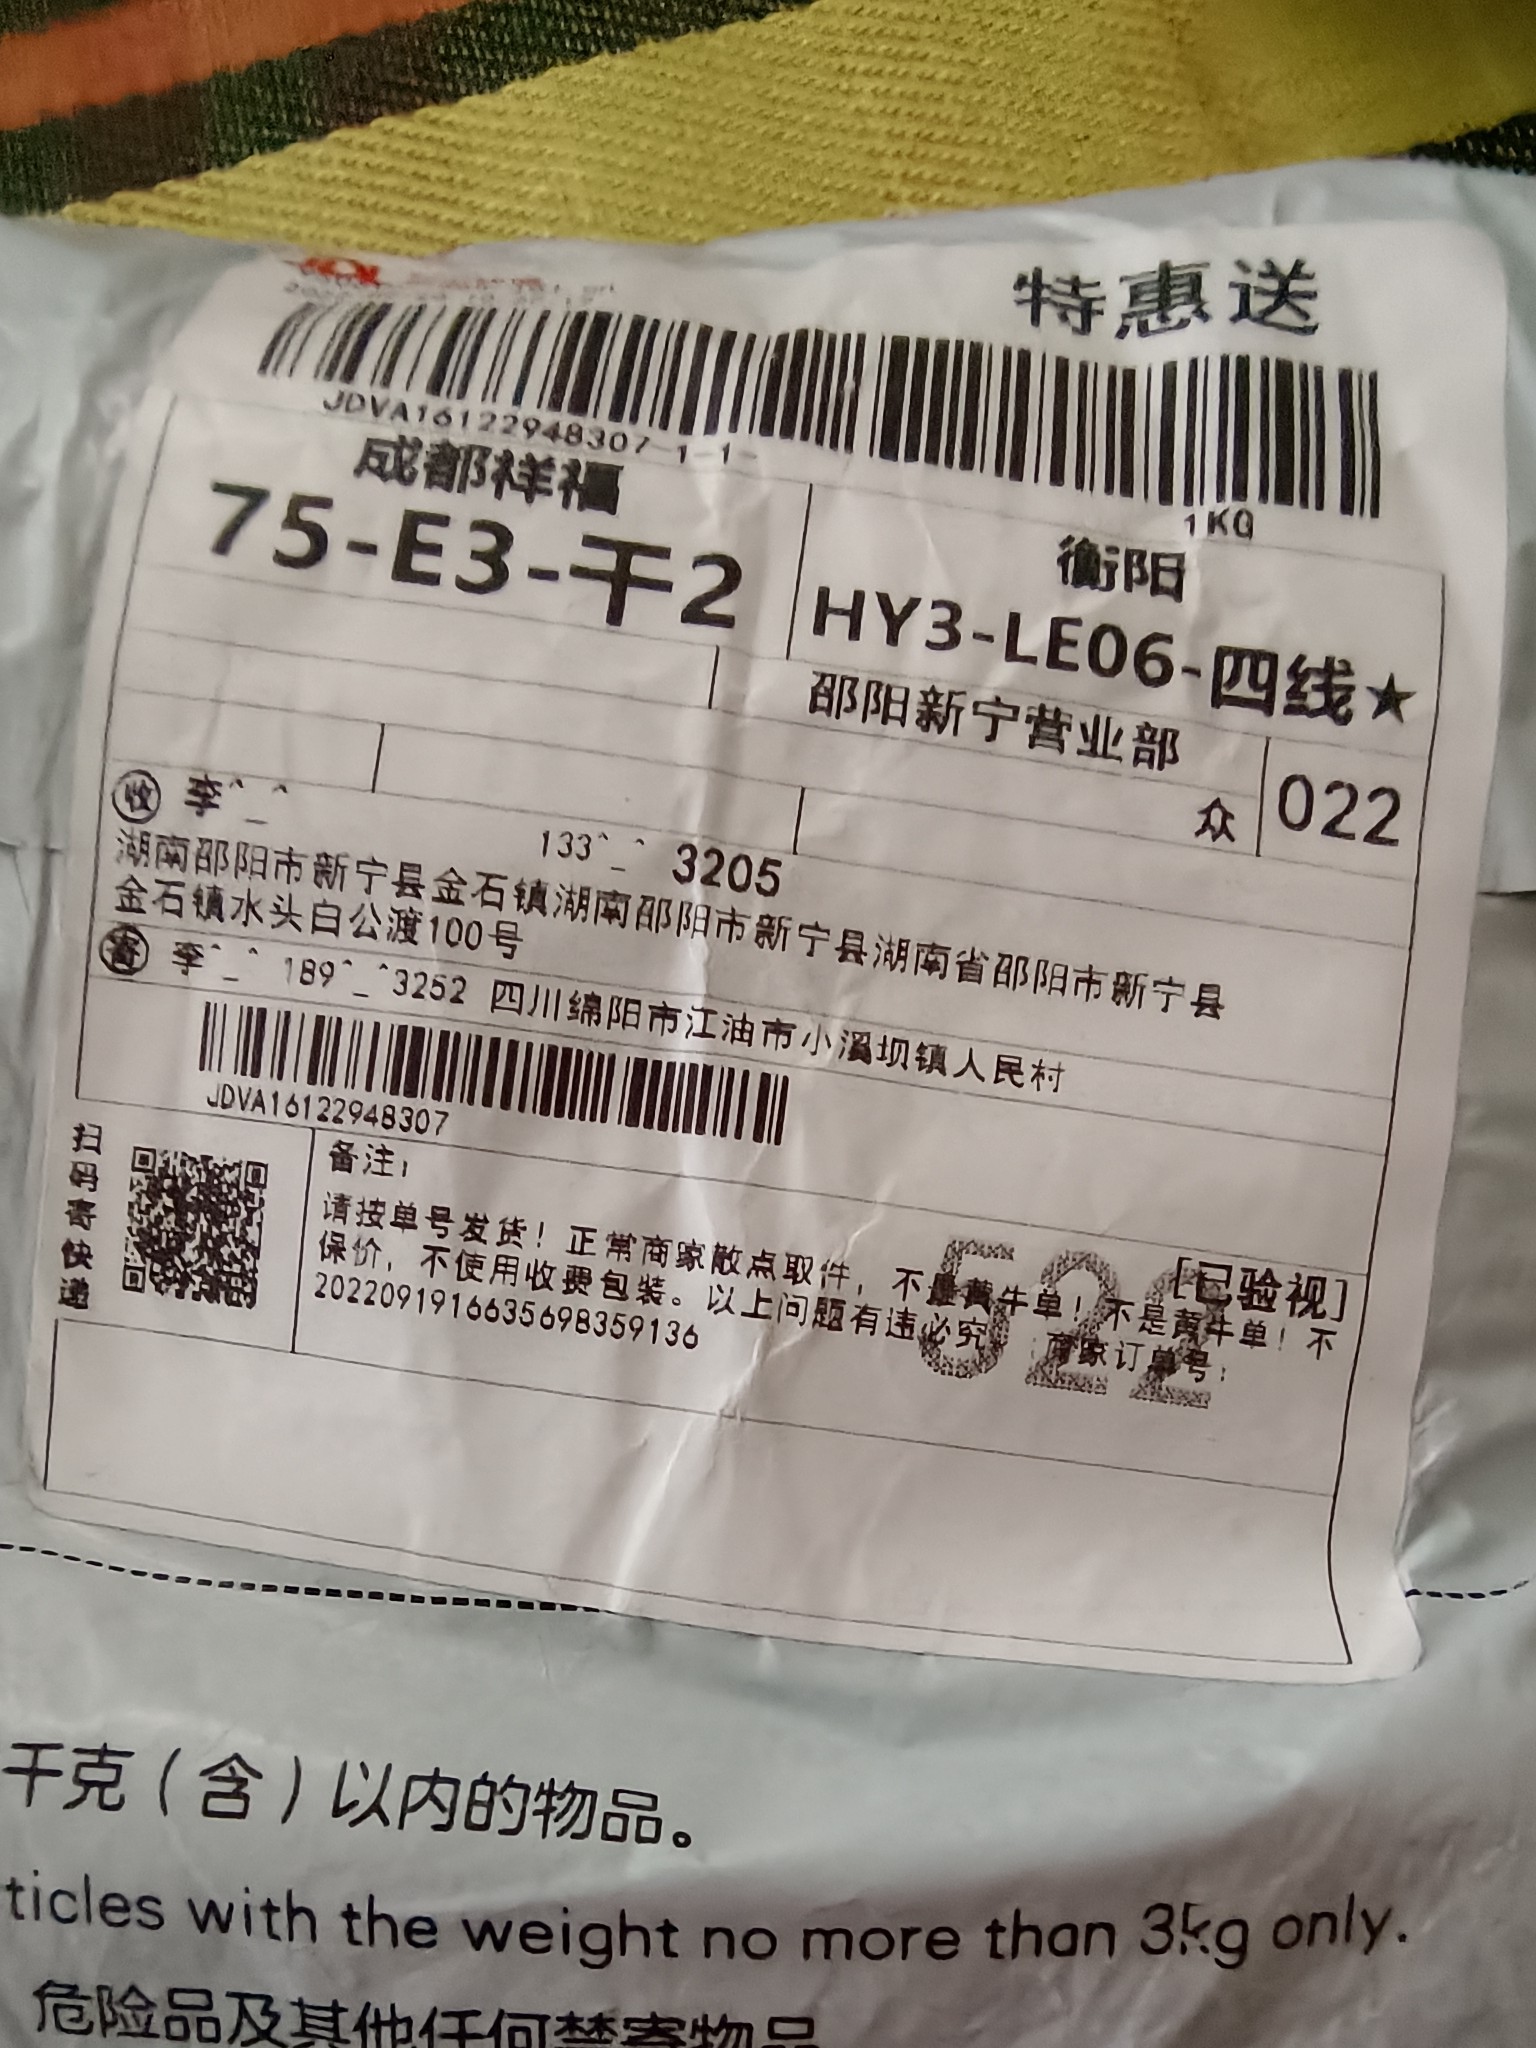 特惠送
JDVA16122948307-1-1-
1KG
成都祥福
75-E3-干2
衡阳
HY3-LE06-四线★
邵阳新宁营业部
众
022
收 李^_^ 133^_^ 3205
湖南邵阳市新宁县金石镇湖南邵阳市新宁县湖南省邵阳市新宁县
金石镇水头白公渡100号
寄 李^_^ 189^_^3252 四川绵阳市江油市小溪坝镇人民村
JDVA16122948307
扫码寄快递
备注:
[已验视]
请按单号发货！正常商家散点取件，不是黄牛单！不是黄牛单！不
保价，不使用收费包装。以上问题有违必究。 商家订单号:
2022091916635698359136
522
千克（含）以内的物品。
ticles with the weight no more than 3kg only.
危险品及其他任何禁寄物品